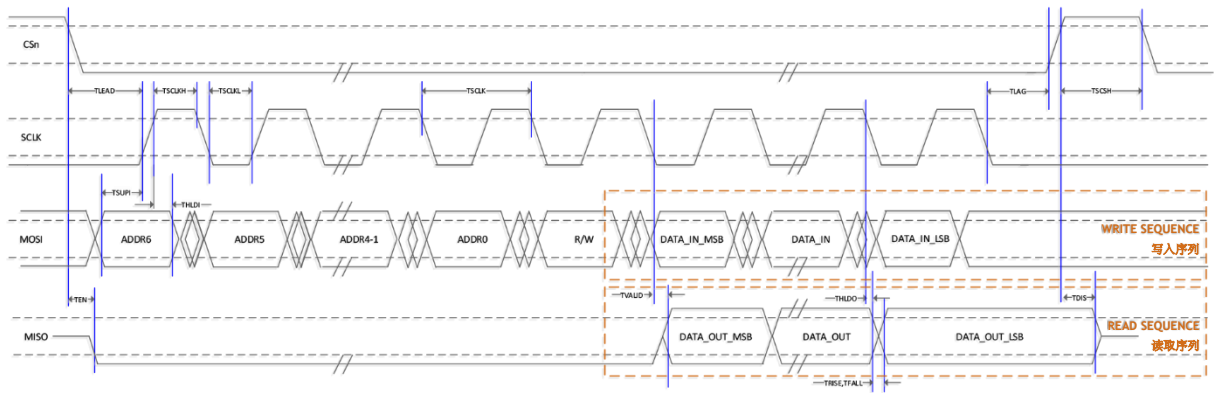 CSn
TLEAD
TSCLKH
TSCLKL
TSCLK
TLAG
TSCSH
SCLK
TSUPI
THLDI
MOSI
ADDR6
ADDR5
ADDR4-1
ADDR0
R/W
DATA_IN_MSB
DATA_IN
DATA_IN_LSB
WRITE SEQUENCE
写入序列
TEN
TVALID
THLDO
TDIS
MISO
DATA_OUT_MSB
DATA_OUT
DATA_OUT_LSB
READ SEQUENCE
读取序列
TRISE,TFALL